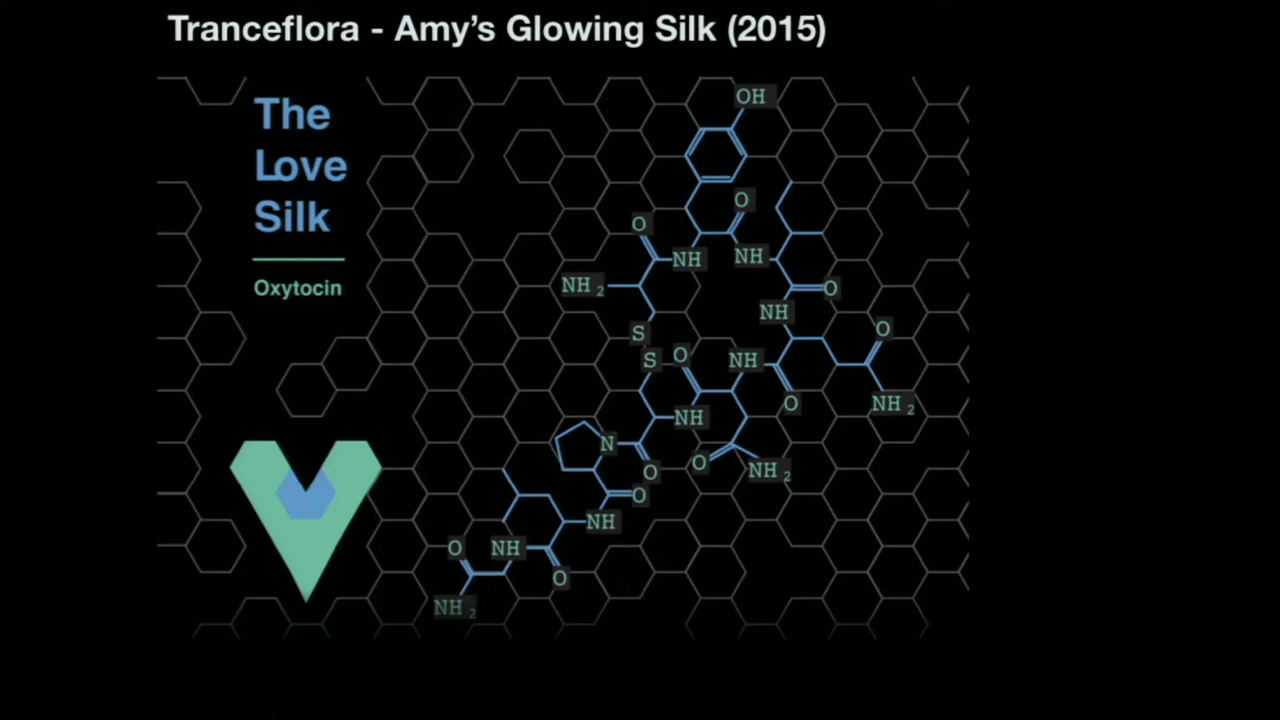 Tranceflora - Amy’s Glowing Silk (2015)
The
Love
Silk
Oxytocin
OH
O
O
NH
NH
NH₂
O
NH
S
O
S
O
NH
O
NH₂
NH
N
O
O
NH₂
O
NH
O
NH
O
NH₂